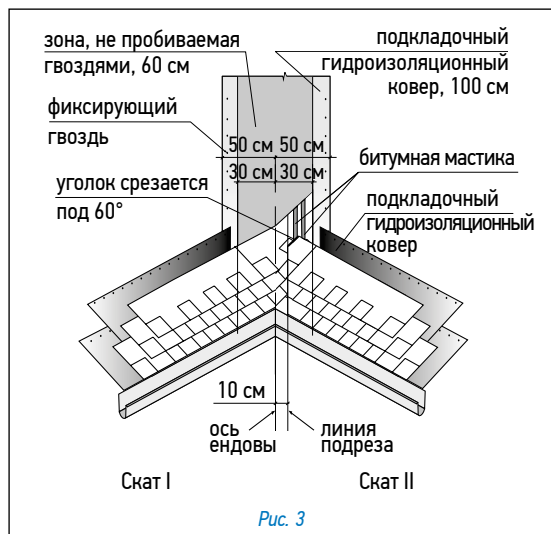 зона, не пробиваемая
гвоздями, 60 см
подкладочный
гидроизоляционный
ковер, 100 см
фиксирующий
гвоздь
50 см 50 см
30 см 30 см
битумная мастика
уголок срезается
под 60°
подкладочный
гидроизоляционный
ковер
10 см
ось
ендовы
линия
подреза
Скат I
Скат II
Рис. 3